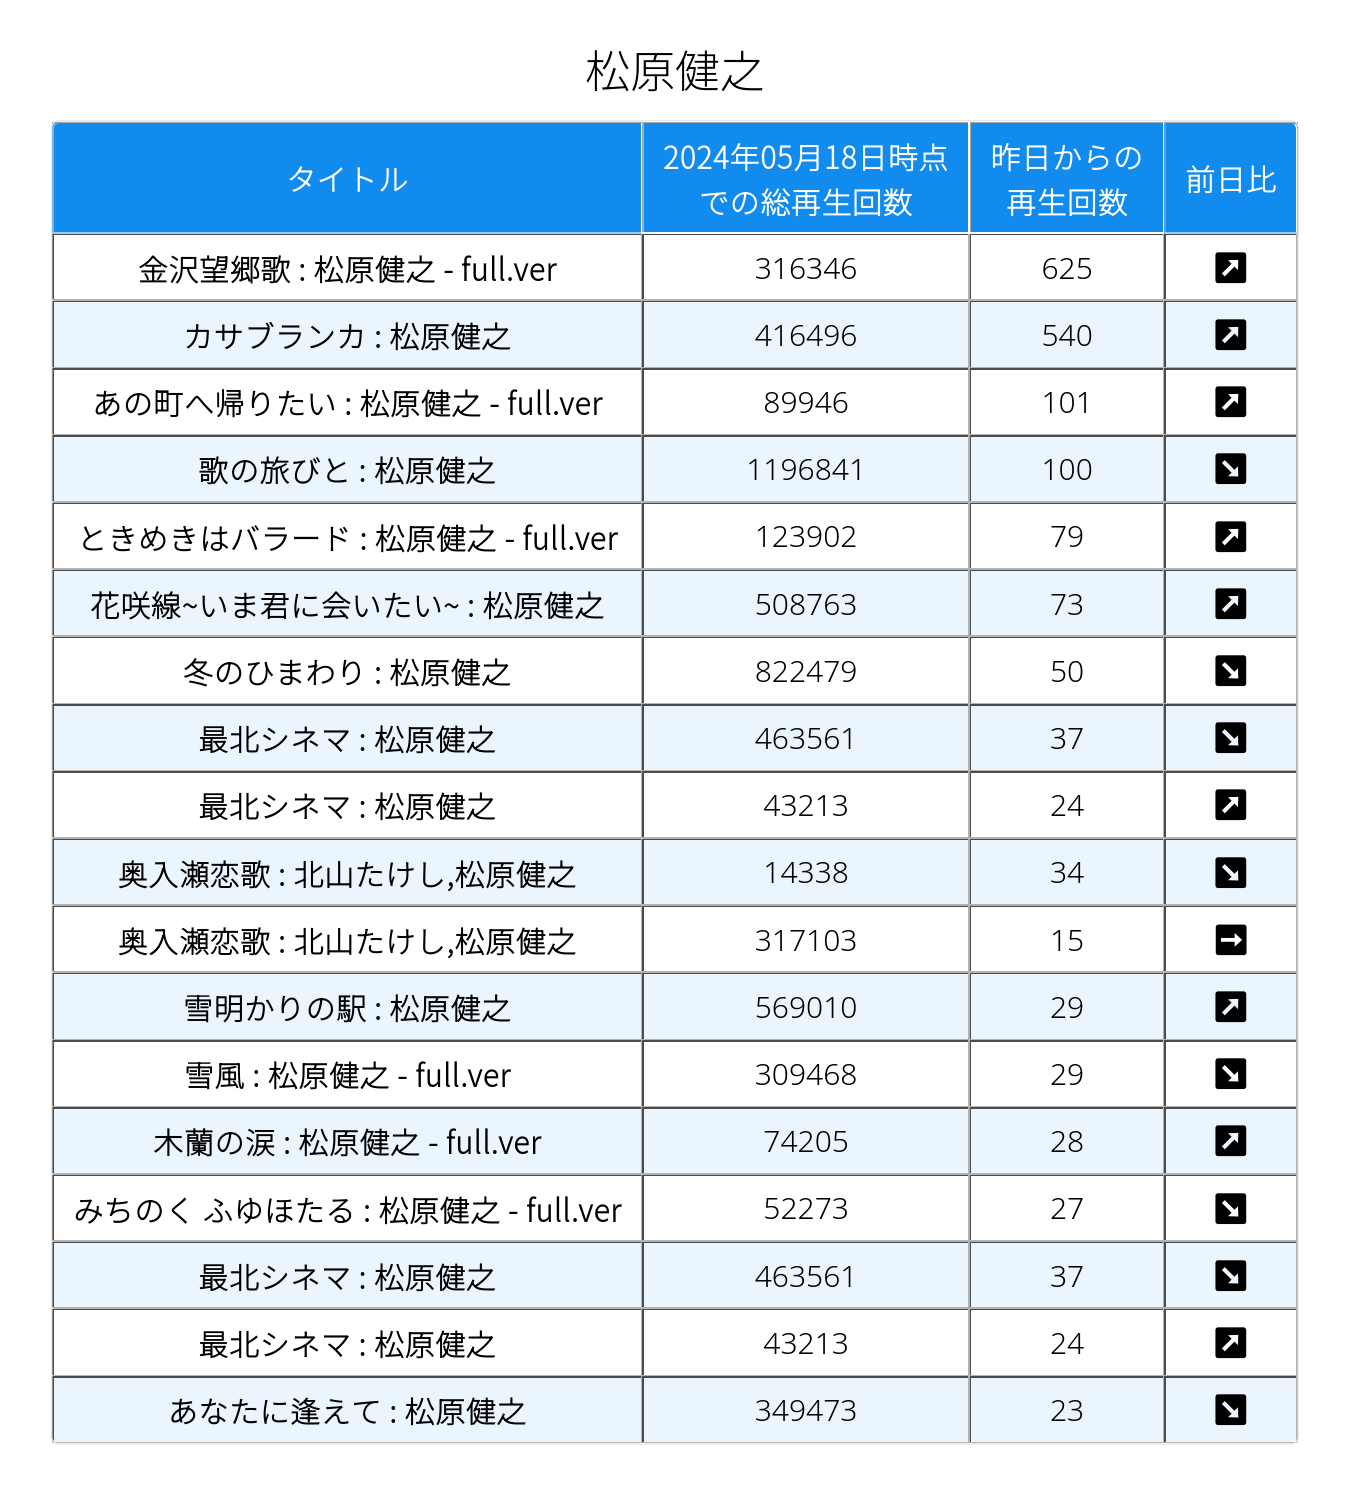 松原健之
タイトル 2024年05月18日時点での総再生回数 昨日からの再生回数 前日比
金沢望郷歌 : 松原健之 - full.ver 316346 625
カサブランカ : 松原健之 416496 540
あの町へ帰りたい : 松原健之 - full.ver 89946 101
歌の旅びと : 松原健之 1196841 100
ときめきはバラード : 松原健之 - full.ver 123902 79
花咲線~いま君に会いたい~ : 松原健之 508763 73
冬のひまわり : 松原健之 822479 50
最北シネマ : 松原健之 463561 37
最北シネマ : 松原健之 43213 24
奥入瀬恋歌 : 北山たけし,松原健之 14338 34
奥入瀬恋歌 : 北山たけし,松原健之 317103 15
雪明かりの駅 : 松原健之 569010 29
雪風 : 松原健之 - full.ver 309468 29
木蘭の涙 : 松原健之 - full.ver 74205 28
みちのく ふゆほたる : 松原健之 - full.ver 52273 27
最北シネマ : 松原健之 463561 37
最北シネマ : 松原健之 43213 24
あなたに逢えて : 松原健之 349473 23